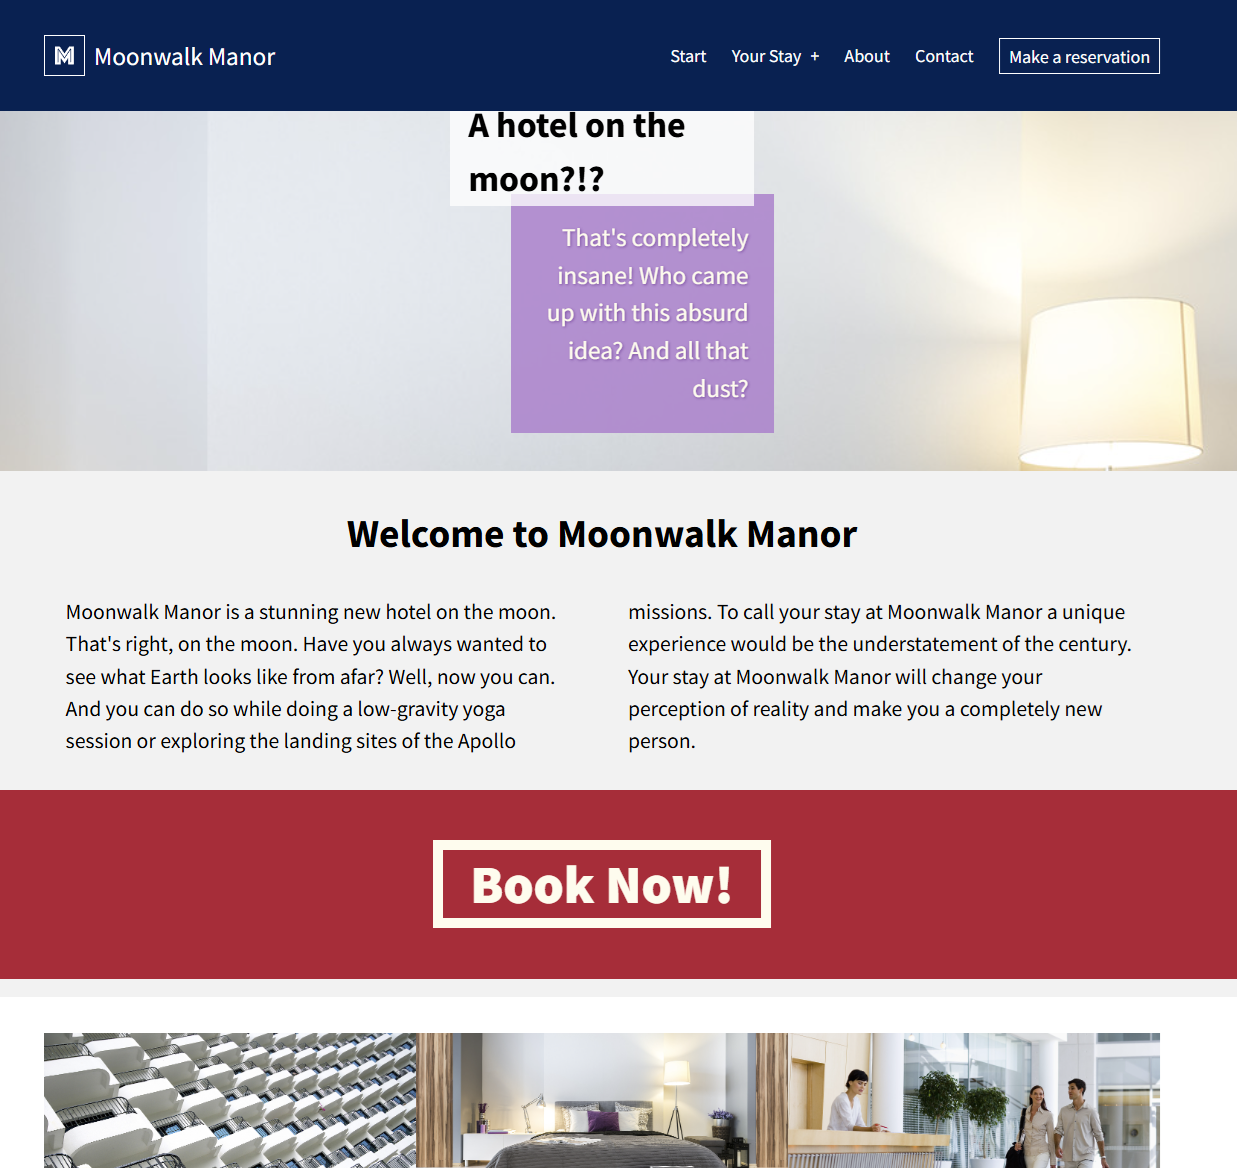 M Moonwalk Manor
Start Your Stay + About Contact Make a reservation
A hotel on the
moon?!?
That's completely
insane! Who came
up with this absurd
idea? And all that
dust?
Welcome to Moonwalk Manor
Moonwalk Manor is a stunning new hotel on the moon.
That's right, on the moon. Have you always wanted to
see what Earth looks like from afar? Well, now you can.
And you can do so while doing a low-gravity yoga
session or exploring the landing sites of the Apollo
missions. To call your stay at Moonwalk Manor a unique
experience would be the understatement of the century.
Your stay at Moonwalk Manor will change your
perception of reality and make you a completely new
person.
Book Now!